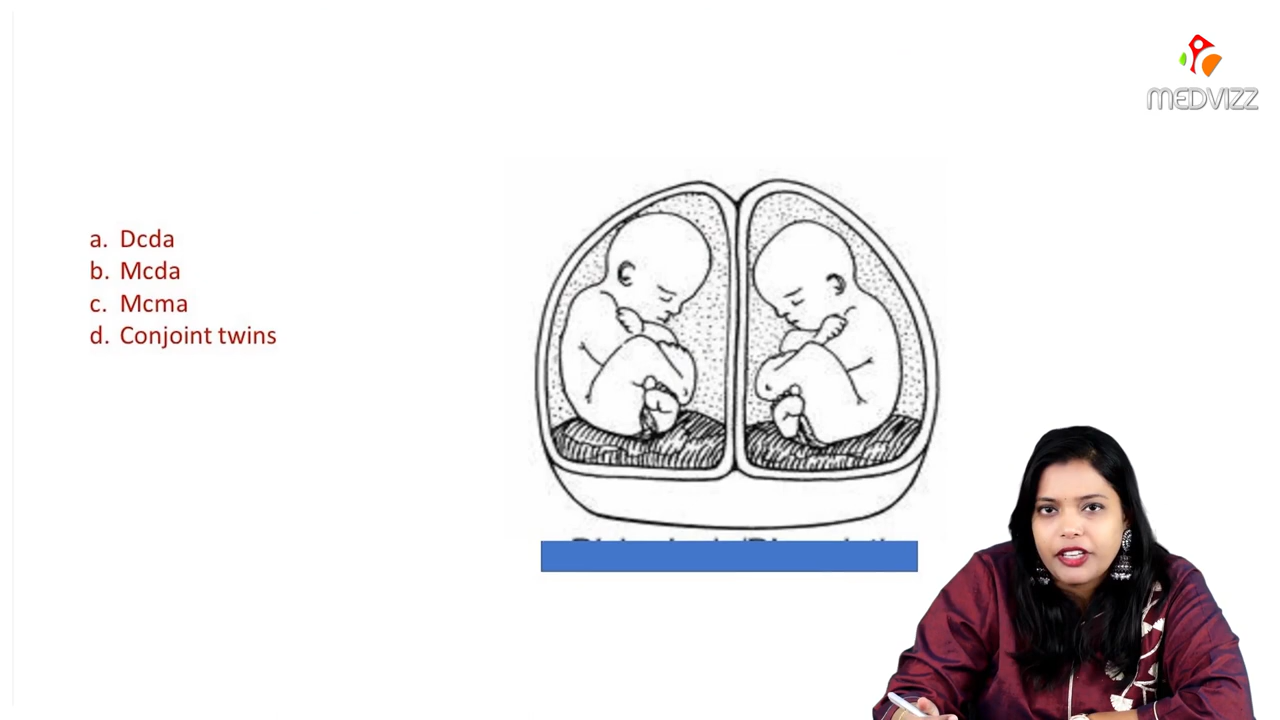 MEDVIZZ
a. Dcda
b. Mcda
c. Mcma
d. Conjoint twins